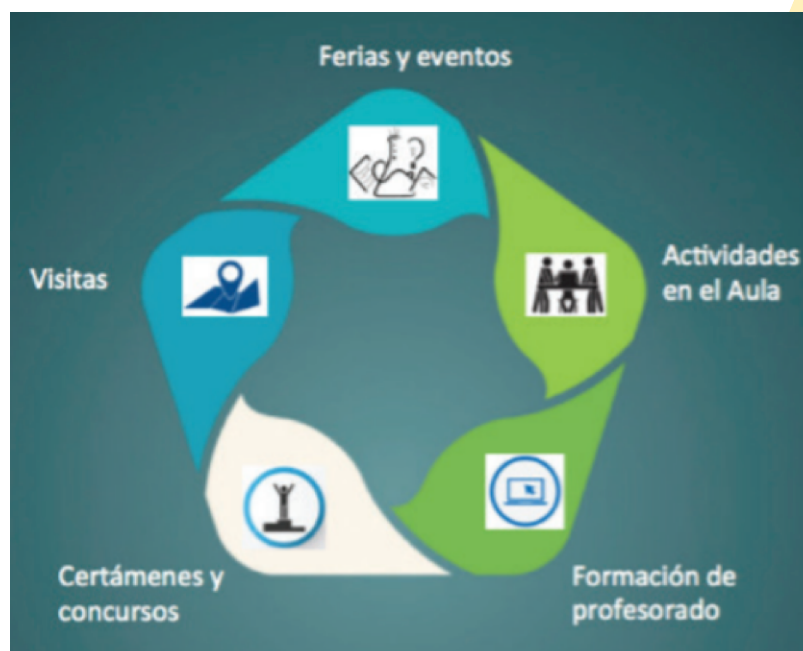 Ferias y eventos
Actividades
en el Aula
Visitas
Certámenes y
concursos
Formación de
profesorado